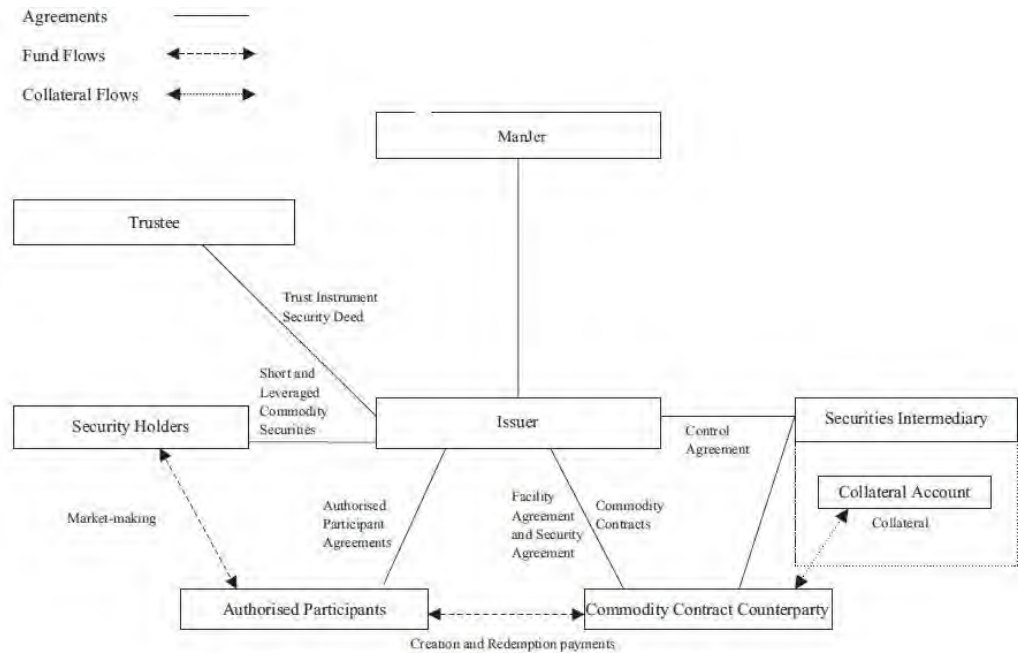 Agreements
Fund Flows
Collateral Flows
ManJer
Trustee
Trust Instrument
Security Deed
Short and
Leveraged
Commodity
Securities
Security Holders
Issuer
Securities Intermediary
Control
Agreement
Collateral Account
Collateral
Market-making
Authorised
Participant
Agreements
Facility
Agreement
and Security
Agreement
Commodity
Contracts
Authorised Participants
Commodity Contract Counterparty
Creation and Redemption payments